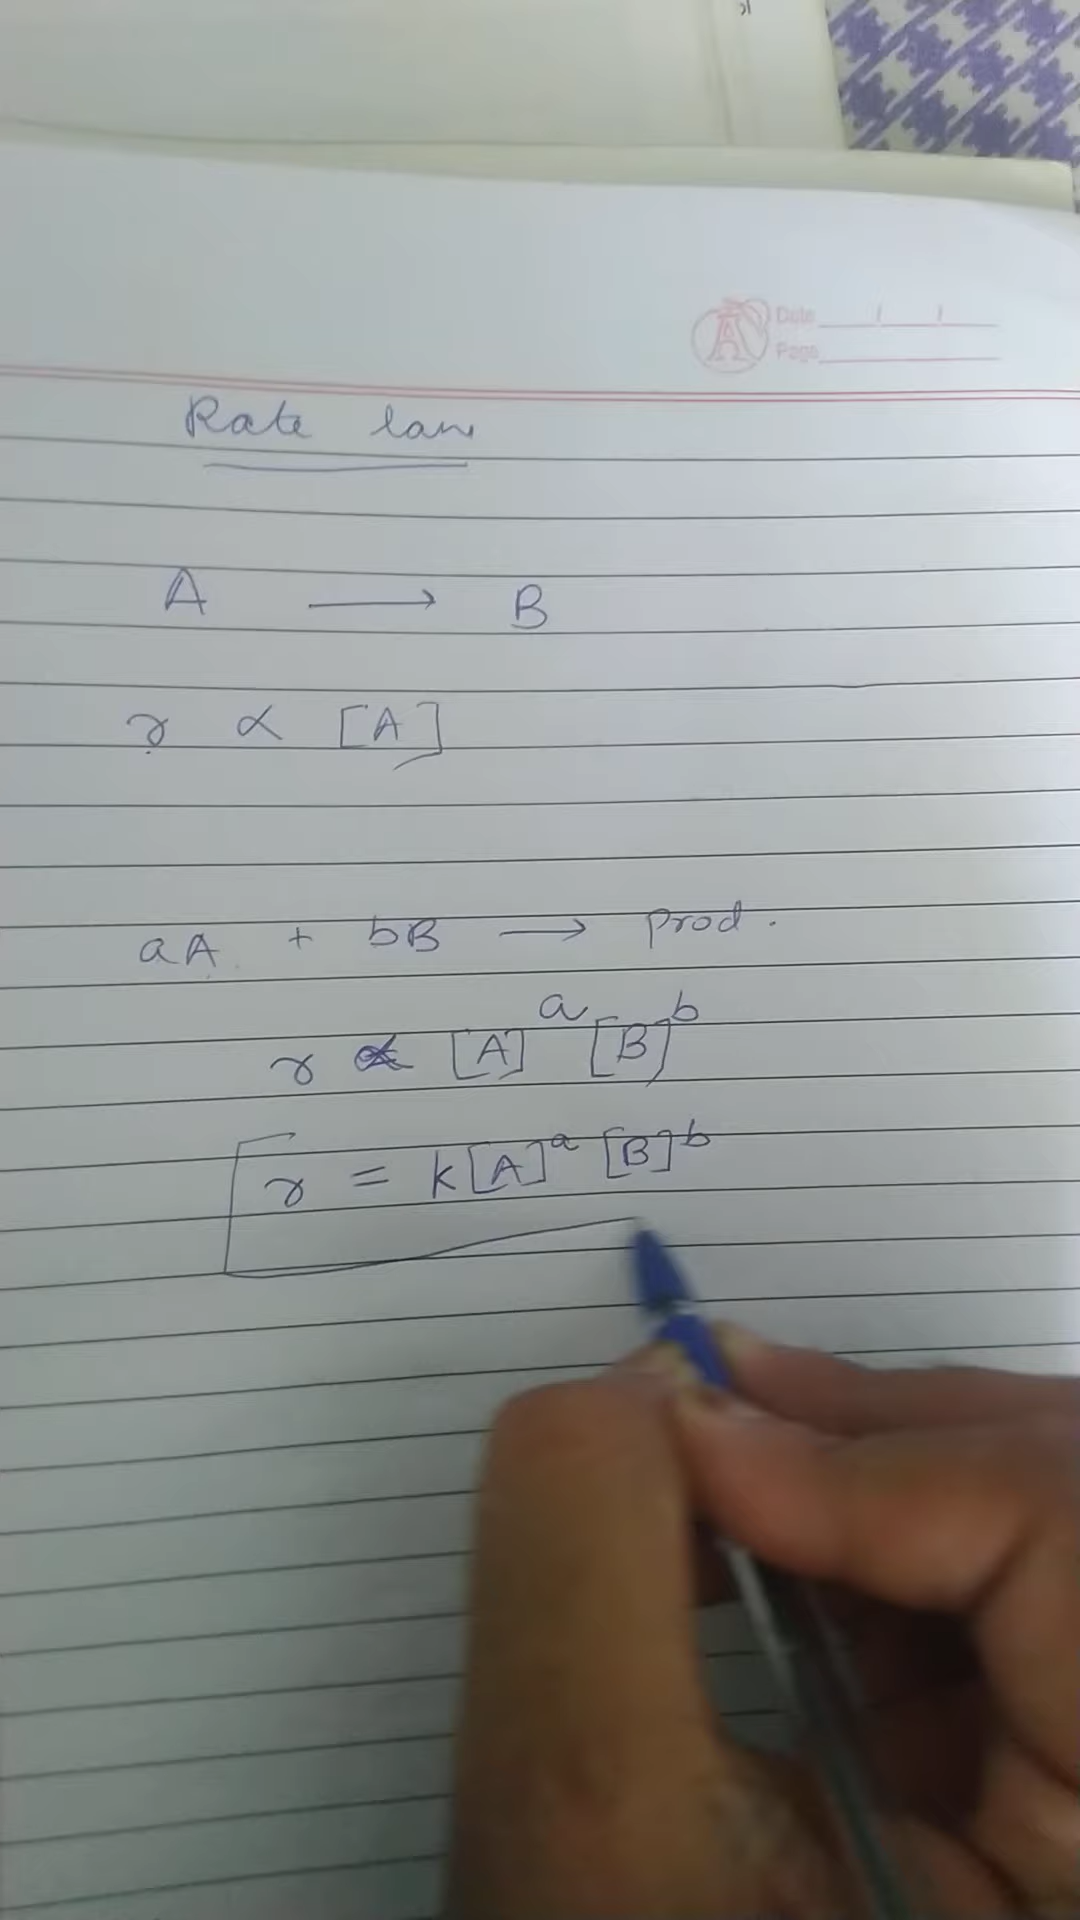 Date
Page
Rate law
A ⟶ B
r ∝ [A]
aA + bB ⟶ Prod.
r ∝ [A]^a [B]^b
r = k[A]^a [B]^b